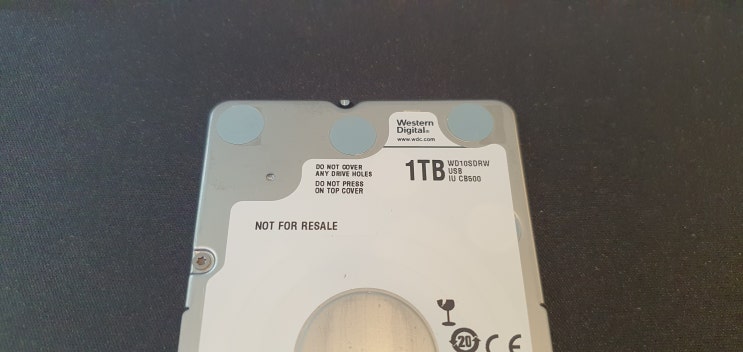 Western
Digital®
www.wdc.com
DO NOT COVER
ANY DRIVE HOLES
DO NOT PRESS
ON TOP COVER
1TB
WD10SDRW
USB
IU CB500
NOT FOR RESALE
20
CE